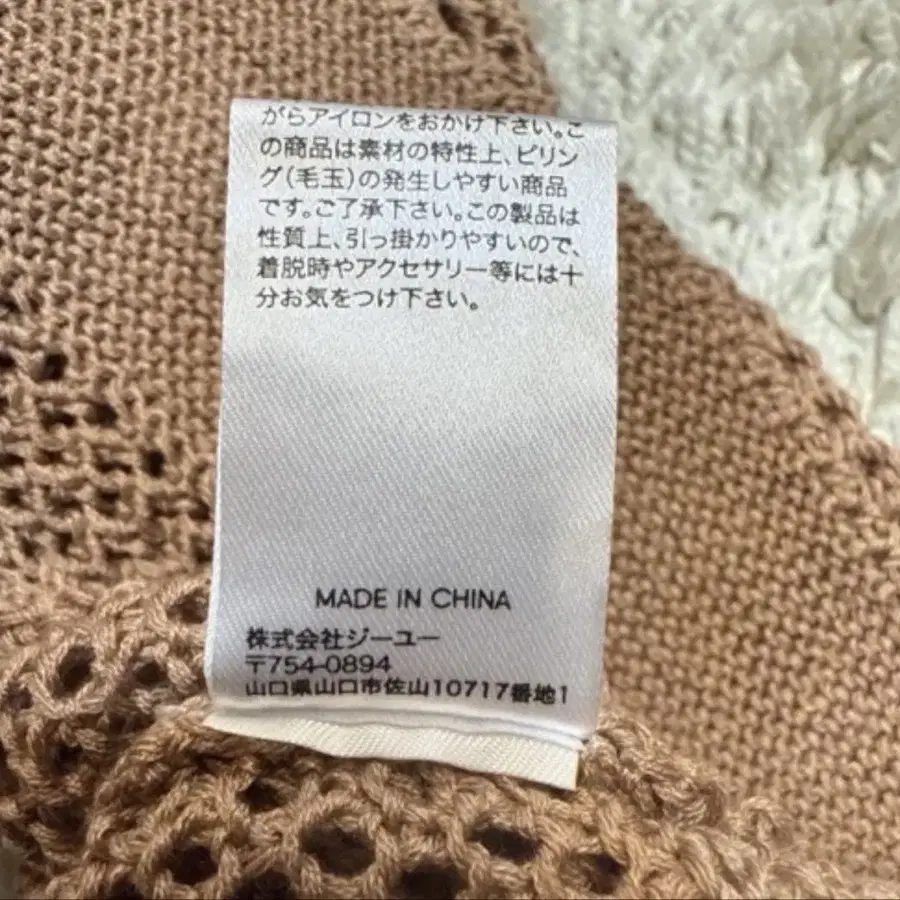 がらアイロンをおかけ下さい。こ
の商品は素材の特性上、ピリン
グ(毛玉)の発生しやすい商品
です。ご了承下さい。この製品は
性質上、引っ掛かりやすいので、
着脱時やアクセサリー等には十
分お気をつけ下さい。
MADE IN CHINA
株式会社ジーユー
〒754-0894
山口県山口市佐山10717番地1